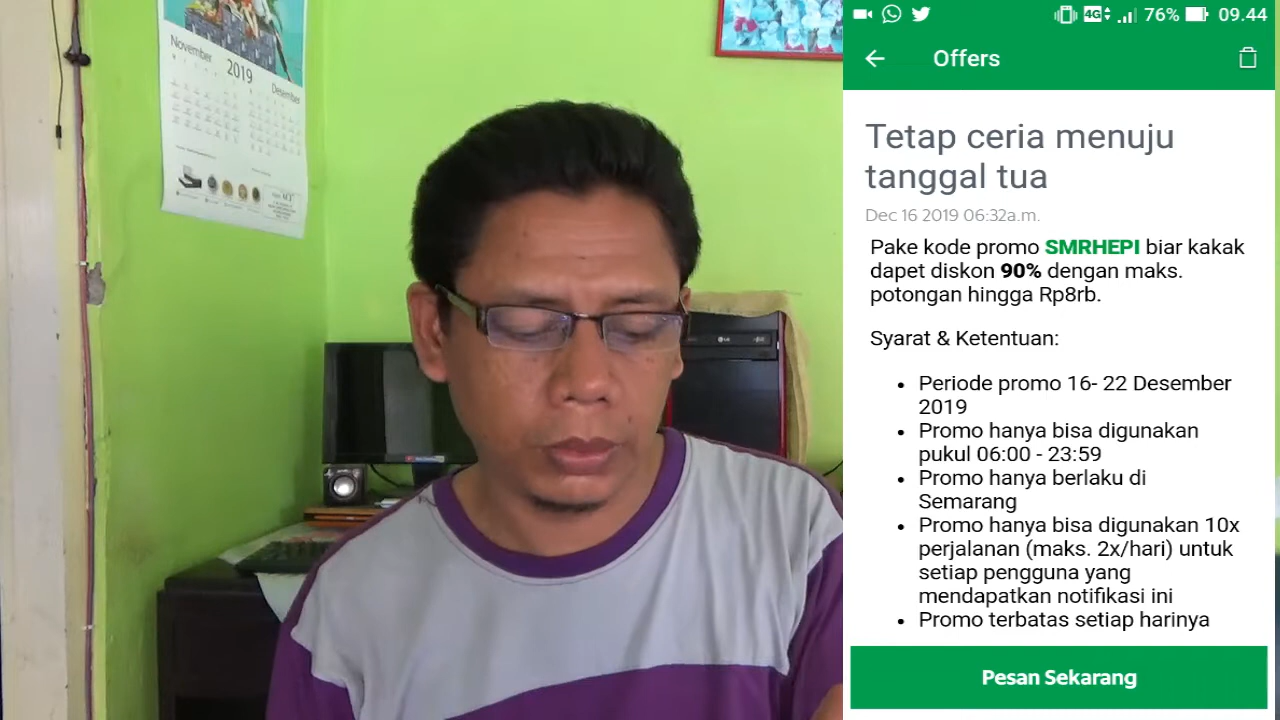 November
2019
Desember
LG
4G
76%
09.44
Offers
Tetap ceria menuju
tanggal tua
Dec 16 2019 06:32a.m.
Pake kode promo SMRHEPI biar kakak
dapet diskon 90% dengan maks.
potongan hingga Rp8rb.
Syarat & Ketentuan:
• Periode promo 16- 22 Desember
2019
• Promo hanya bisa digunakan
pukul 06:00 - 23:59
• Promo hanya berlaku di
Semarang
• Promo hanya bisa digunakan 10x
perjalanan (maks. 2x/hari) untuk
setiap pengguna yang
mendapatkan notifikasi ini
• Promo terbatas setiap harinya
Pesan Sekarang